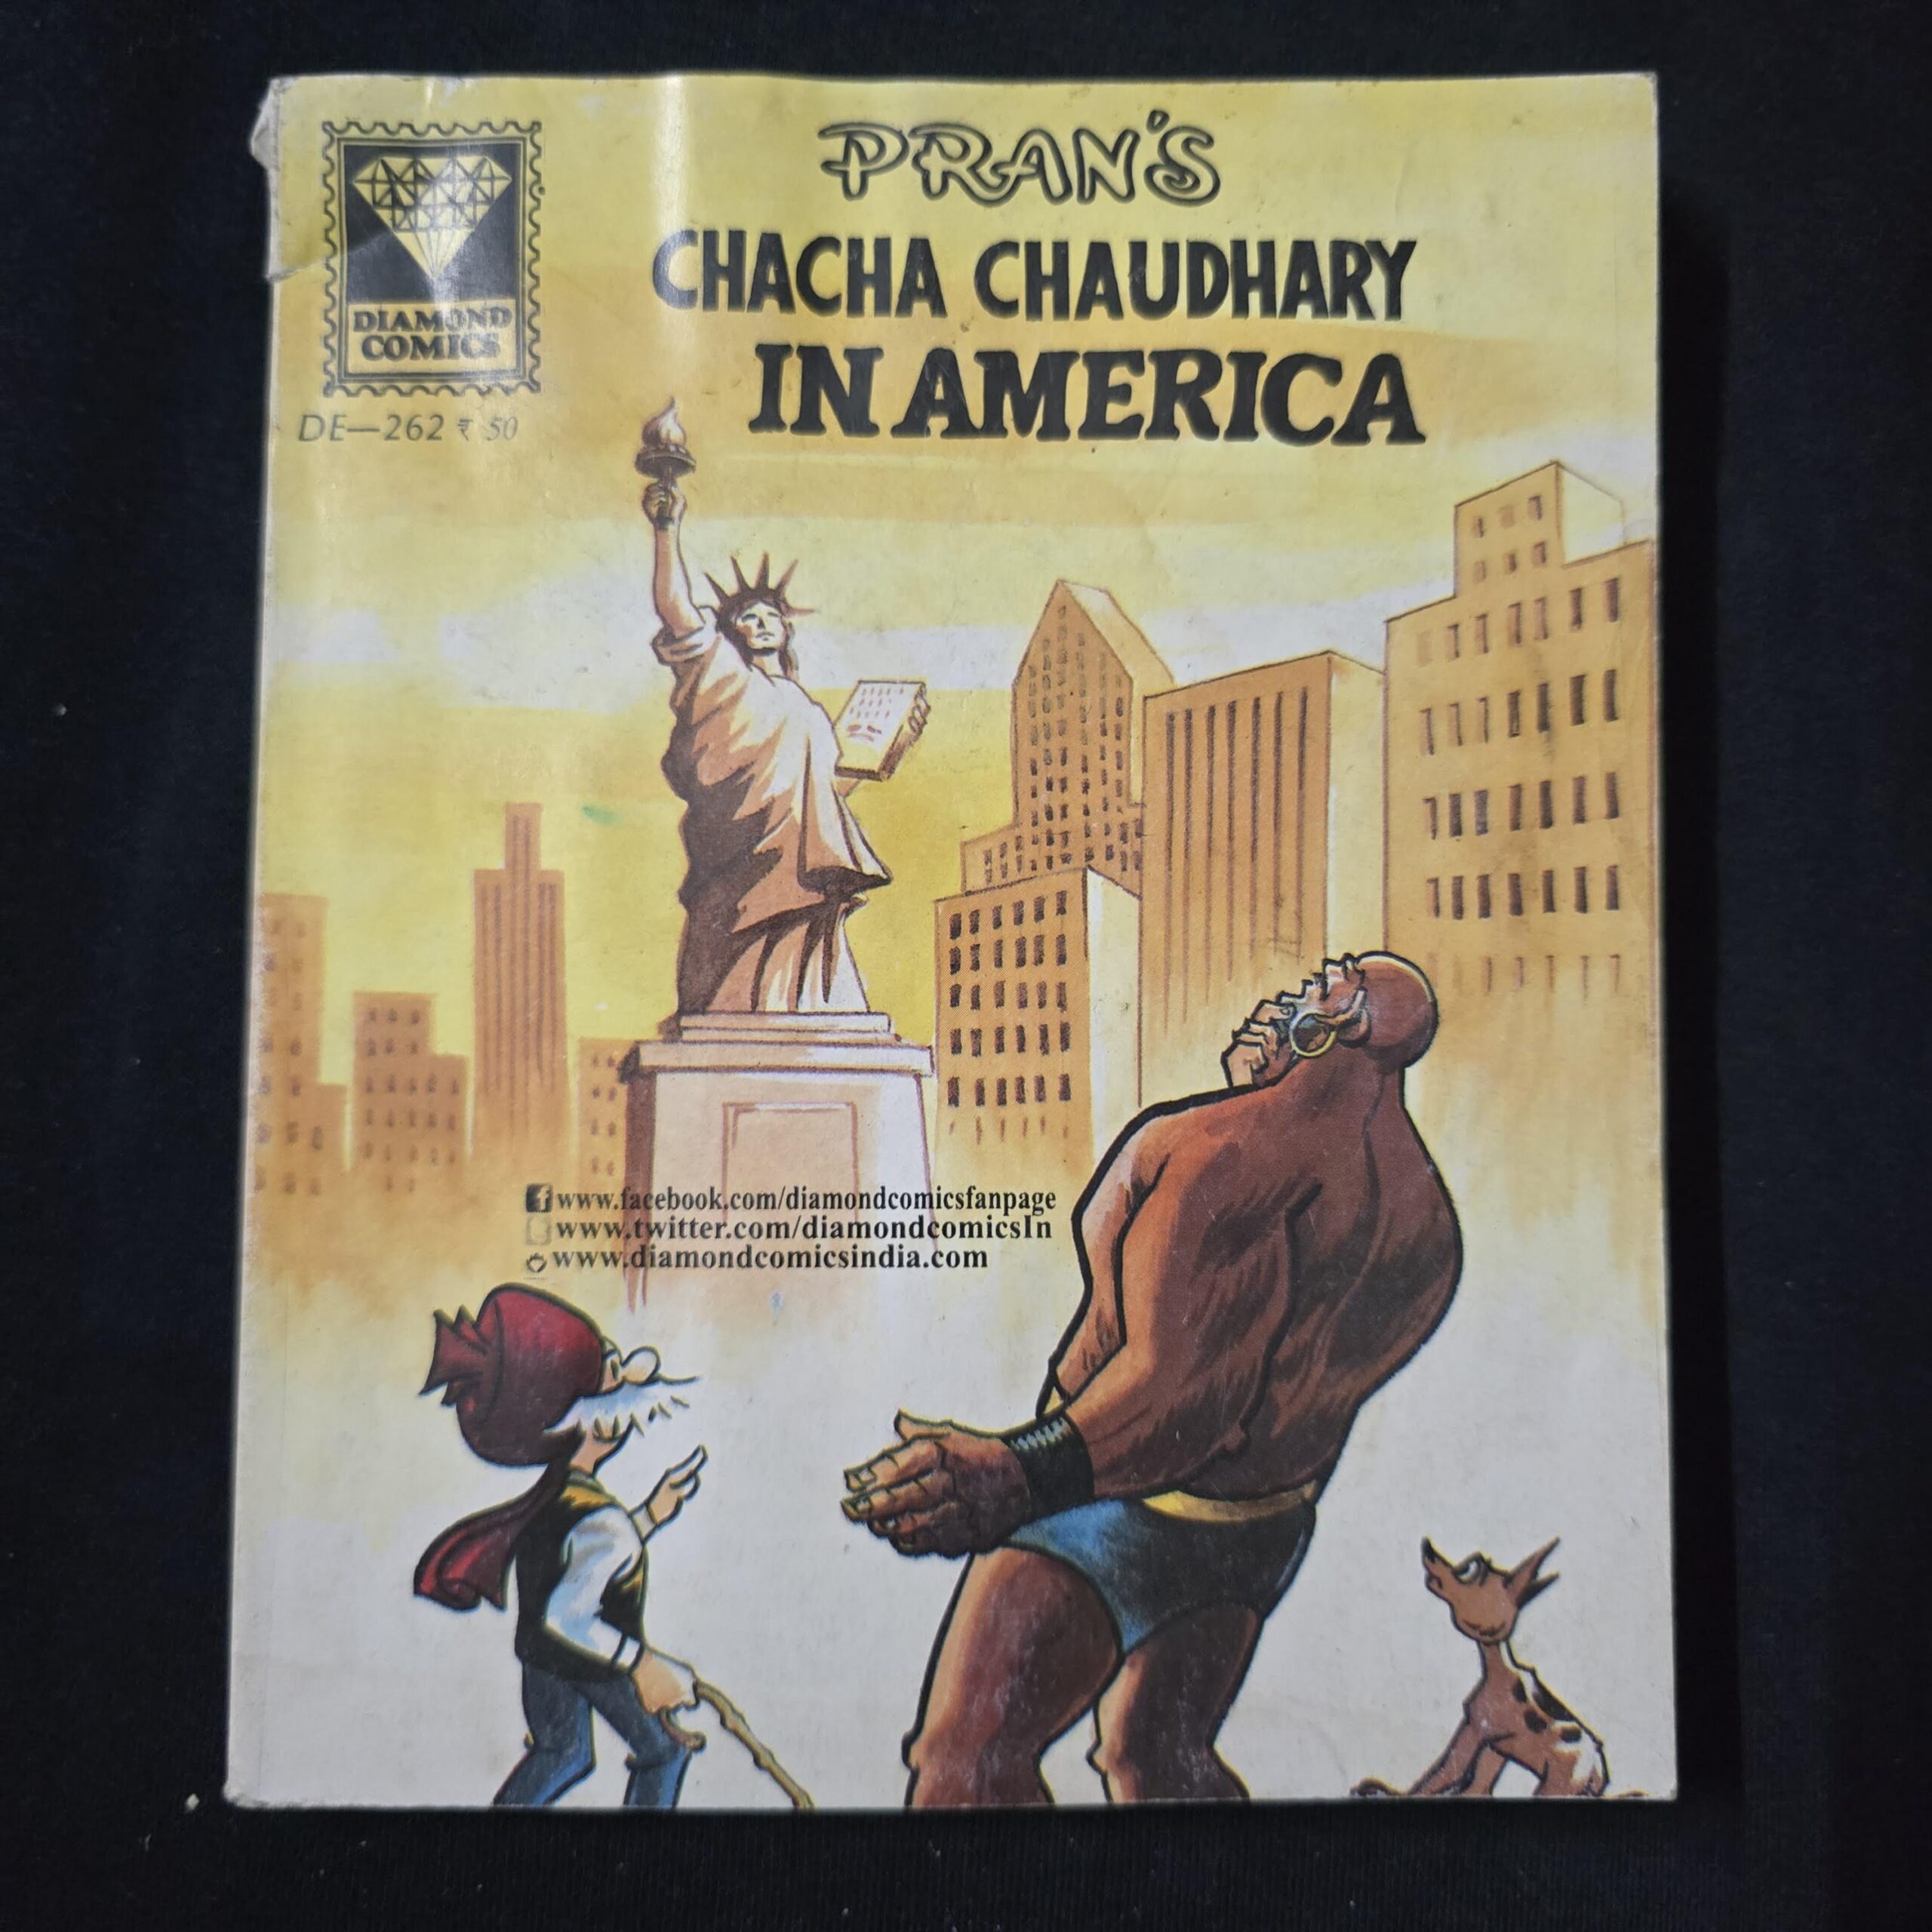 PRAN'S
CHACHA CHAUDHARY
IN AMERICA
DIAMOND
COMICS
DE—262 ₹ 50
www.facebook.com/diamondcomicsfanpage
www.twitter.com/diamondcomicsIn
www.diamondcomicsindia.com